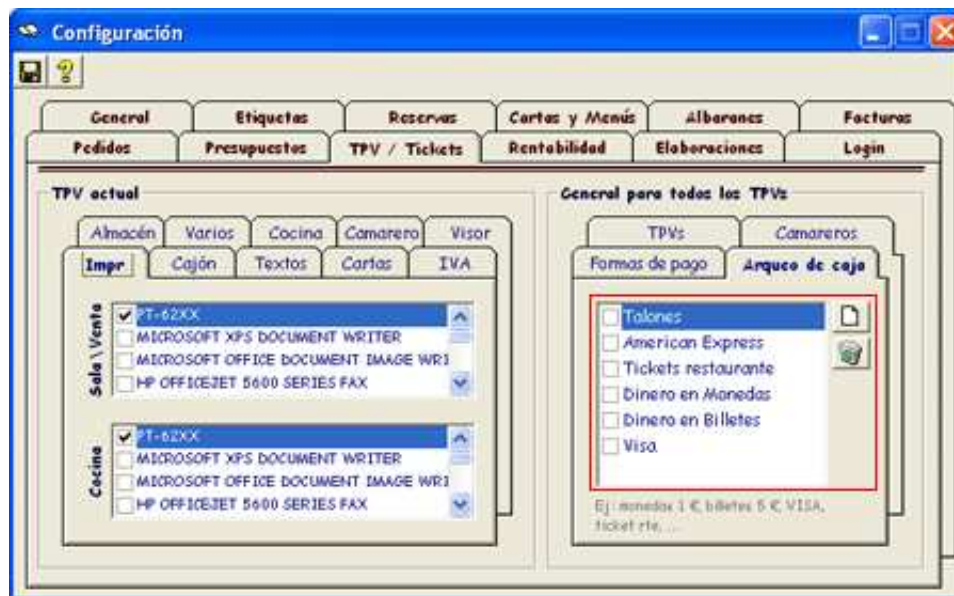 Configuración
General Etiquetas Reservas Cartas y Menús Albaranes Facturas
Pedidos Presupuestos TPV / Tickets Rentabilidad Elaboraciones Login
TPV actual
Almacén Varios Cocina Camarero Visor
Impr Cajón Textos Cartas IVA
Sala \ Venta
PT-62XX
MICROSOFT XPS DOCUMENT WRITER
MICROSOFT OFFICE DOCUMENT IMAGE WRI
HP OFFICEJET 5600 SERIES FAX
Cocina
PT-62XX
MICROSOFT XPS DOCUMENT WRITER
MICROSOFT OFFICE DOCUMENT IMAGE WRI
HP OFFICEJET 5600 SERIES FAX
General para todos los TPVs
TPVs Camareros
Formas de pago Arqueo de caja
Talones
American Express
Tickets restaurante
Dinero en Monedas
Dinero en Billetes
Visa
Ej: monedas 1 €, billetes 5 €, VISA,
ticket rte, ...